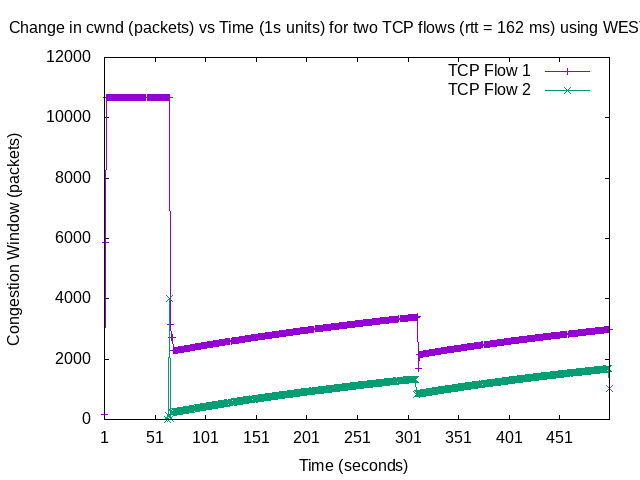 Change in cwnd (packets) vs Time (1s units) for two TCP flows (rtt = 162 ms) using WES
TCP Flow 1
TCP Flow 2
12000
10000
8000
6000
4000
2000
0
Congestion Window (packets)
1 51 101 151 201 251 301 351 401 451
Time (seconds)